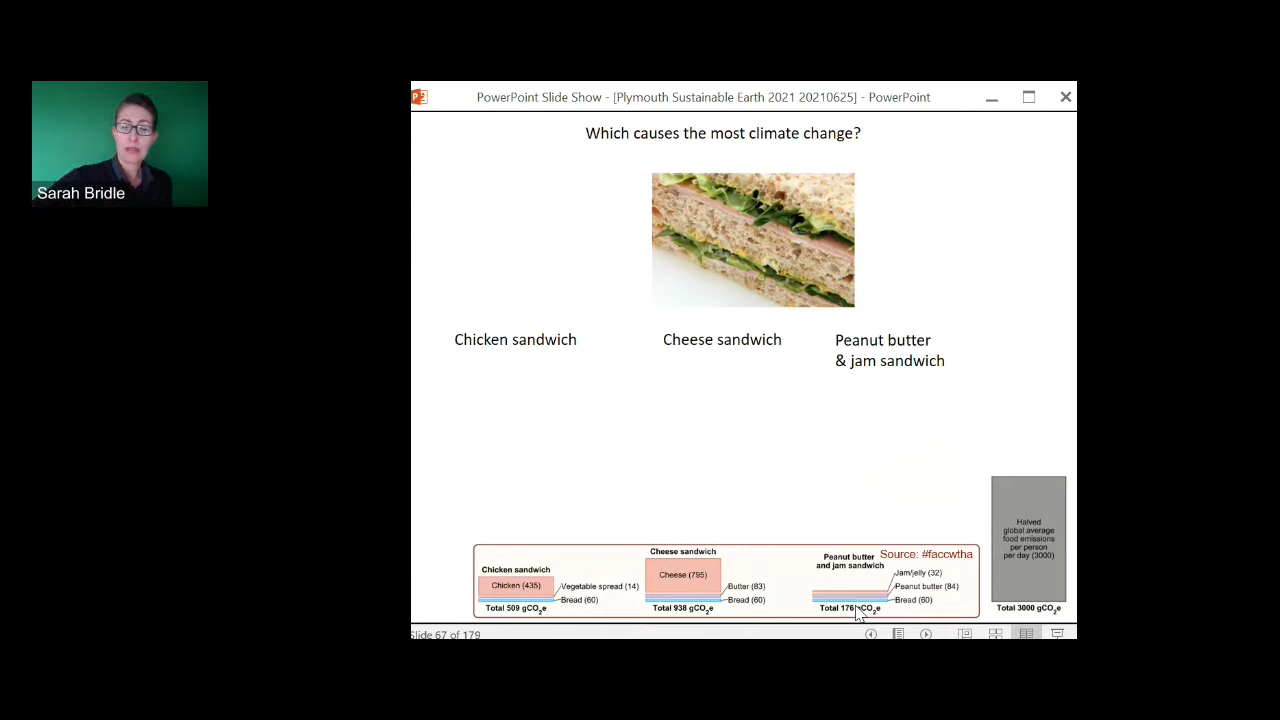 PowerPoint Slide Show - [Plymouth Sustainable Earth 2021 20210625] - PowerPoint
Sarah Bridle
Which causes the most climate change?
Chicken sandwich
Cheese sandwich
Peanut butter
& jam sandwich
Chicken sandwich
Chicken (435)
Vegetable spread (14)
Bread (60)
Total 509 gCO2e
Cheese sandwich
Cheese (795)
Butter (83)
Bread (60)
Total 938 gCO2e
Source: #faccwtha
Peanut butter
and jam sandwich
Jam/jelly (32)
Peanut butter (84)
Bread (60)
Total 176 gCO2e
Halved
global average
food emissions
per person
per day (3000)
Total 3000 gCO2e
Slide 67 of 179